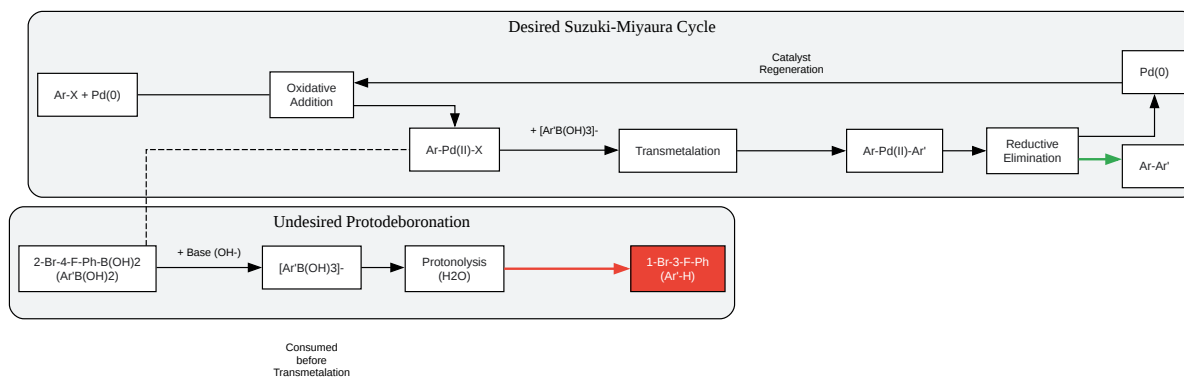 Desired Suzuki-Miyaura Cycle
Catalyst
Regeneration
Pd(0)
Ar-X + Pd(0)
Oxidative
Addition
+ [Ar'B(OH)3]-
Ar-Pd(II)-X
Transmetalation
Ar-Pd(II)-Ar'
Reductive
Elimination
Ar-Ar'
Undesired Protodeboronation
+ Base (OH-)
2-Br-4-F-Ph-B(OH)2
(Ar'B(OH)2)
[Ar'B(OH)3]-
Protonolysis
(H2O)
1-Br-3-F-Ph
(Ar'-H)
Consumed
before
Transmetalation